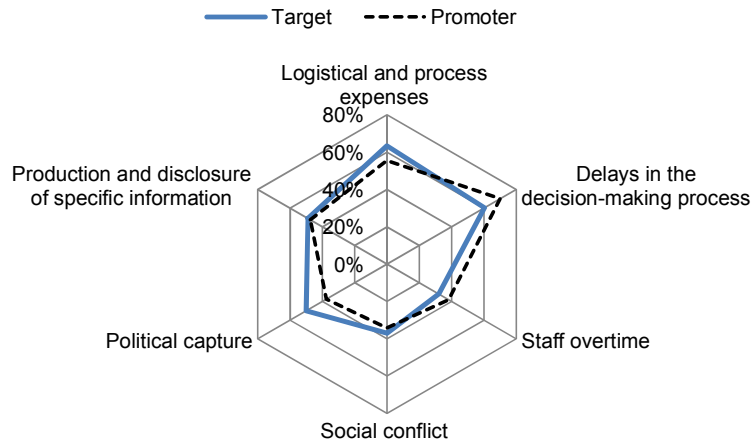 Target Promoter
Logistical and process
expenses
80%
60%
40%
20%
0%
Delays in the
decision-making process
Staff overtime
Social conflict
Political capture
Production and disclosure
of specific information